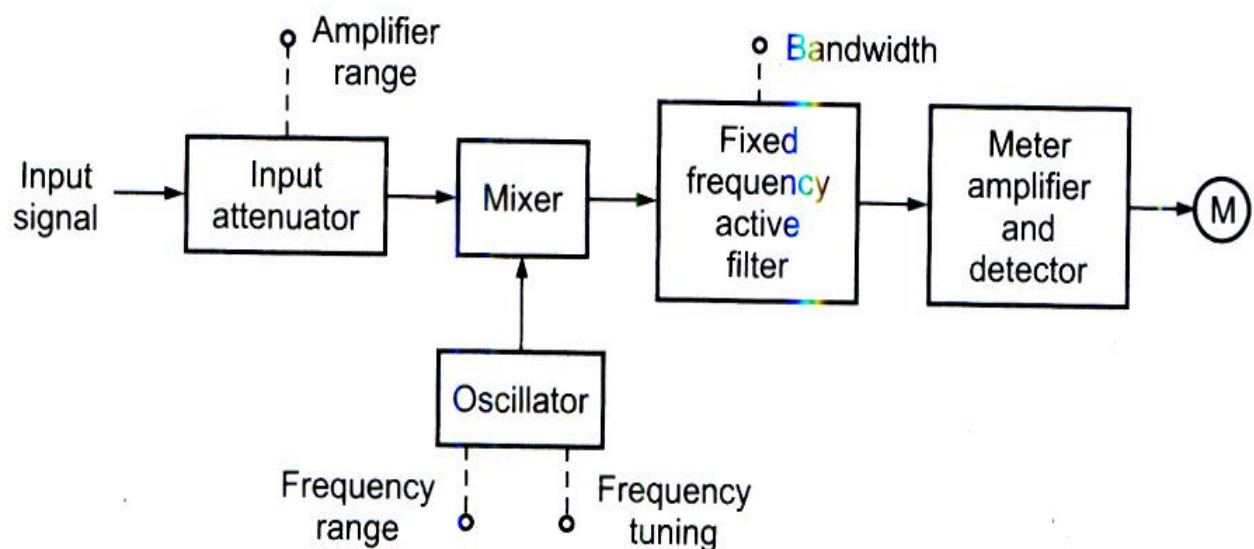 Amplifier
range
Bandwidth
Input
signal
Input
attenuator
Mixer
Fixed
frequency
active
filter
Meter
amplifier
and
detector
M
Oscillator
Frequency
range
Frequency
tuning